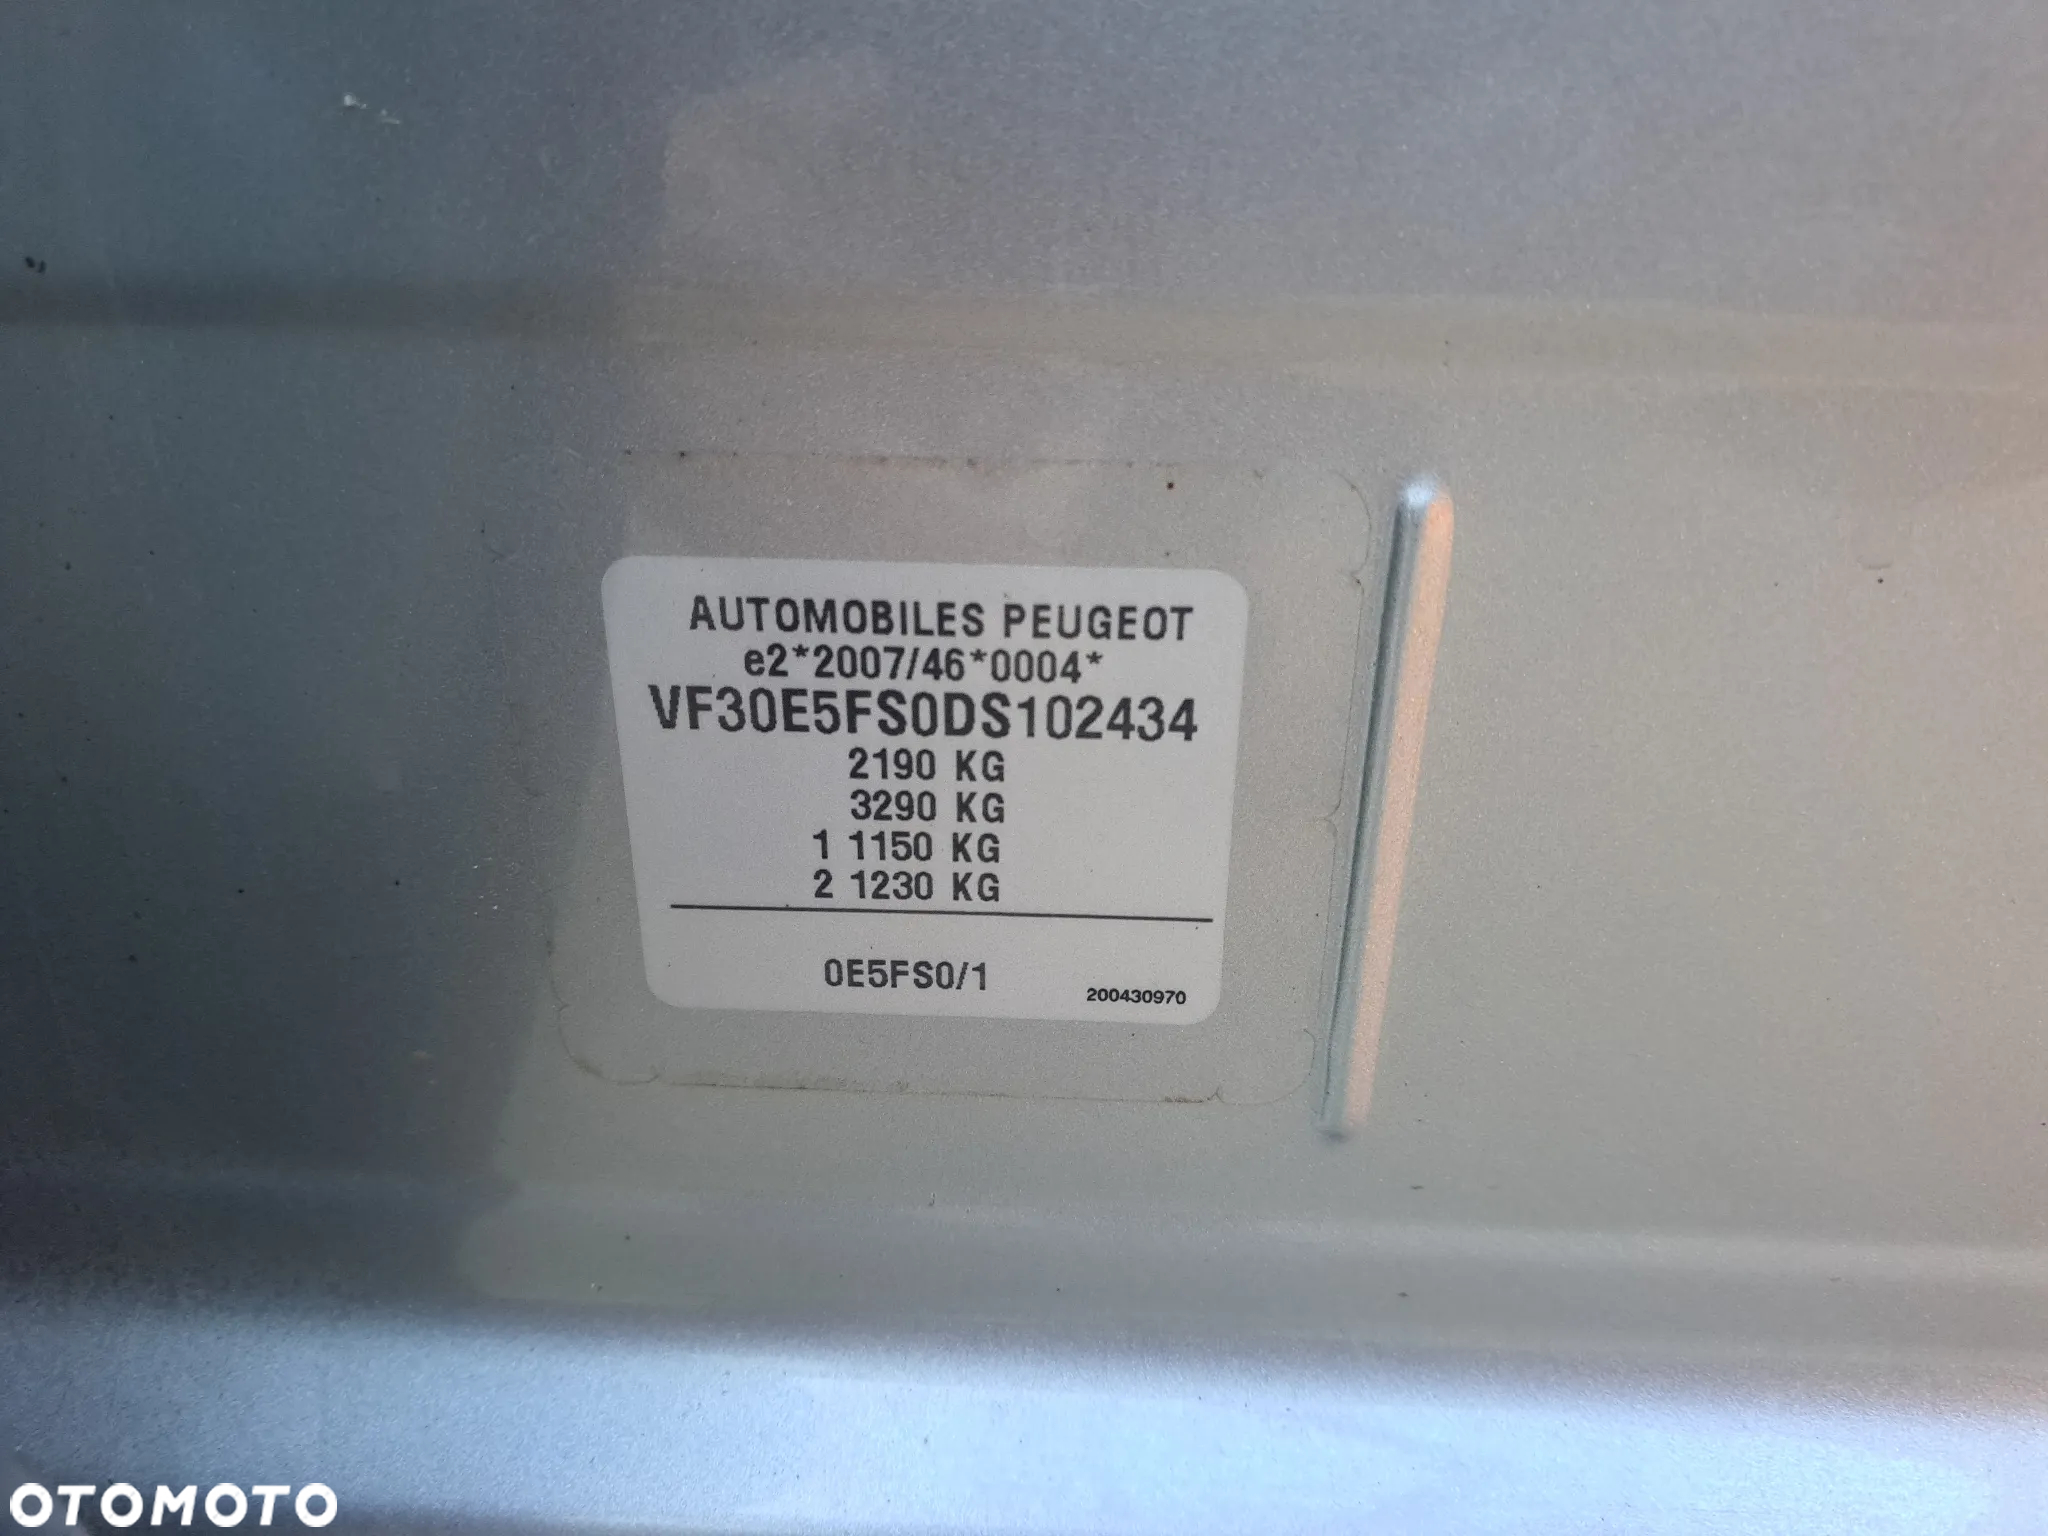 AUTOMOBILES PEUGEOT
e2*2007/46*0004*
VF30E5FS0DS102434
2190 KG
3290 KG
1 1150 KG
2 1230 KG
0E5FS0/1
200430970
OTOMOTO